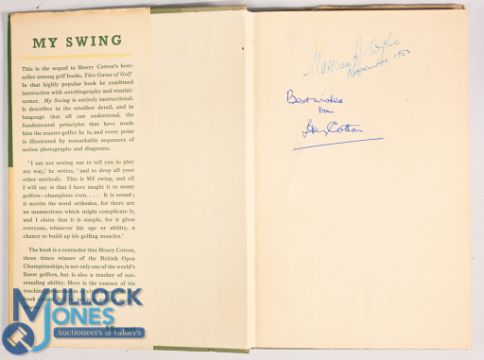 MY SWING
This is the sequel to Henry Cotton's best-
seller among golf books, This Game of Golf
In that highly popular book he combined
instruction with autobiography and remini-
scence. My Swing is entirely instructional.
It describes in the smallest detail, and in
language that all can understand, the
fundamental principles that have made
him the master golfer he is, and every point
is illustrated by remarkable sequences of
action photographs and diagrams.
'I am not setting out to tell you to play
my way,' he writes, 'and to drop all your
other methods. This is MY swing, and all
I will say is that I have taught it to many
golfers—champions even. . . . It is sound;
it merits the word orthodox, for there are
no mannerisms which might complicate it,
and I claim that it is simple, for it gives
everyone, whatever his age or ability, a
chance to build up his golfing muscles.'
The book is a reminder that Henry Cotton,
three times winner of the British Open
Championships, is not only one of the world's
finest golfers, but is also a teacher of out-
standing ability. Here is the essence of his
MULLOCK
JONES
Auctioneers & Valuers
November 1953
Best wishes
from
Henry Cotton